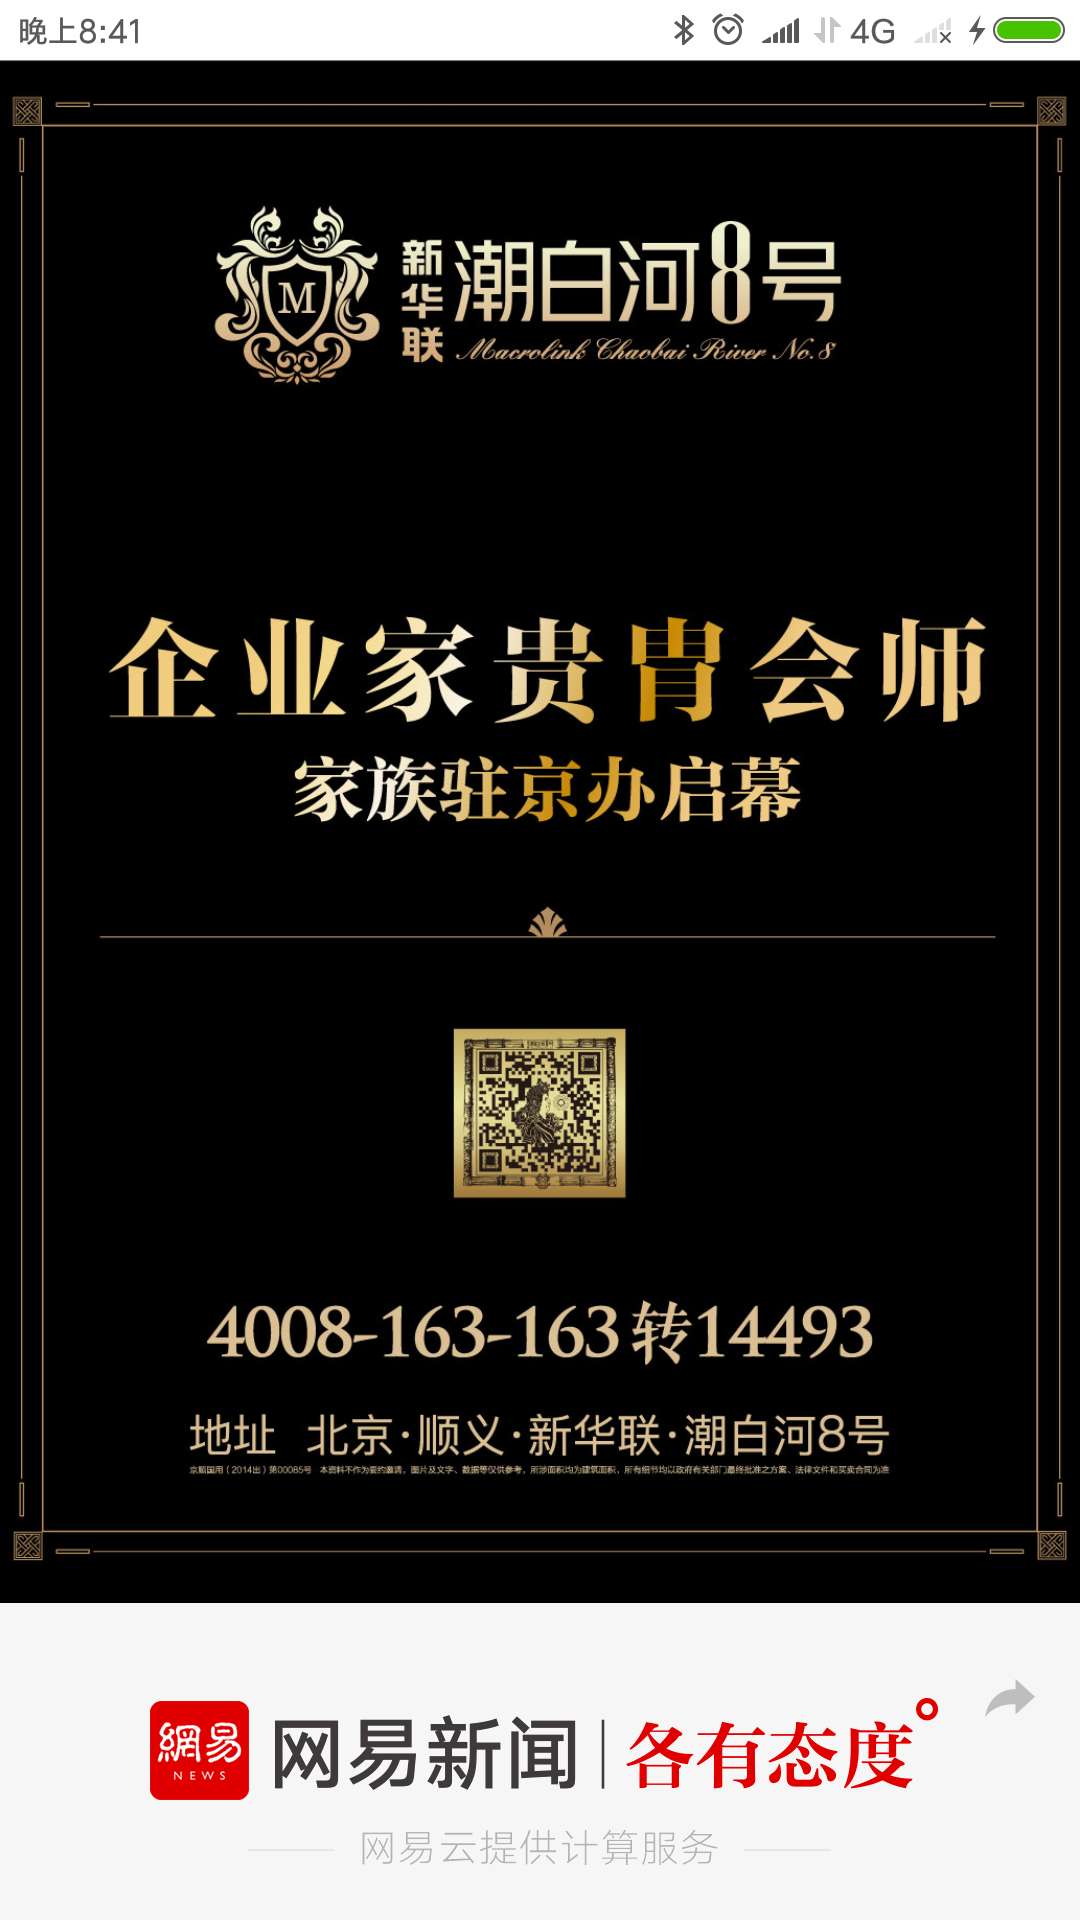 晚上8:41
4G
M
新华联 潮白河8号
Macrolink Chaobai River No.8
企业家贵胄会师
家族驻京办启幕
4008-163-163转14493
地址 北京·顺义·新华联·潮白河8号
京顺国用（2014出）第00085号 本资料不作为要约邀请，图片及文字、数据等仅供参考，所涉面积均为建筑面积，所有细节均以政府有关部门最终批准之方案、法律文件和买卖合同为准
網易 NEWS 网易新闻 各有态度
网易云提供计算服务